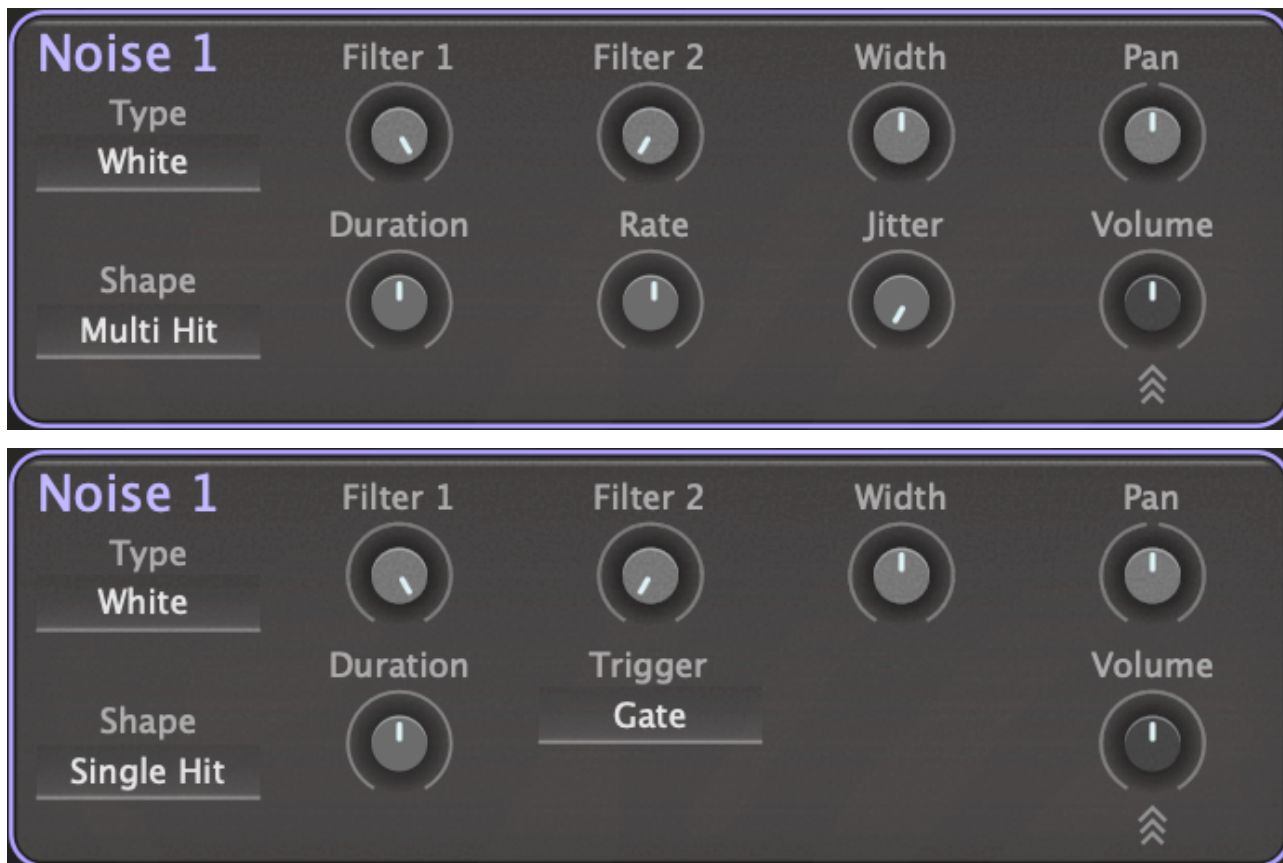 Noise 1
Filter 1 Filter 2 Width Pan
Type
White
Duration Rate Jitter Volume
Shape
Multi Hit
Noise 1
Filter 1 Filter 2 Width Pan
Type
White
Duration Trigger Volume
Gate
Shape
Single Hit